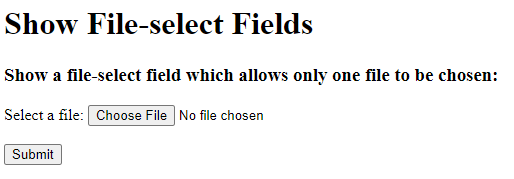 Show File-select Fields
Show a file-select field which allows only one file to be chosen:
Select a file: Choose File No file chosen
Submit